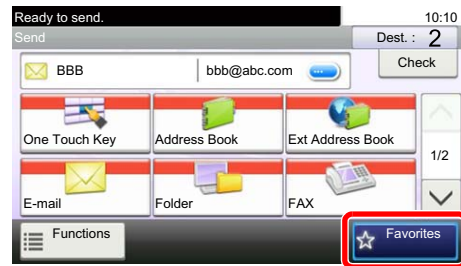 Ready to send. 10:10
Send Dest. : 2
BBB bbb@abc.com Check
One Touch Key Address Book Ext Address Book
1/2
E-mail Folder FAX
Functions Favorites